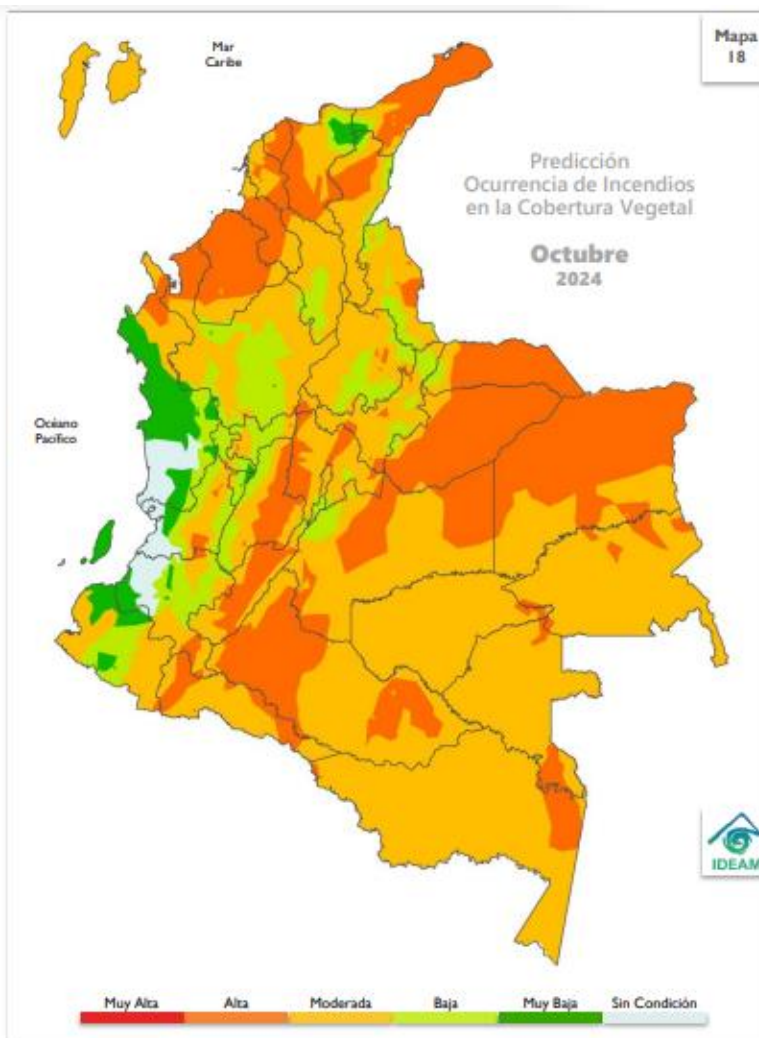 Mar
Caribe
Mapa
18
Predicción
Ocurrencia de Incendios
en la Cobertura Vegetal
Octubre
2024
Océano
Pacífico
IDEAM
Muy Alta Alta Moderada Baja Muy Baja Sin Condición